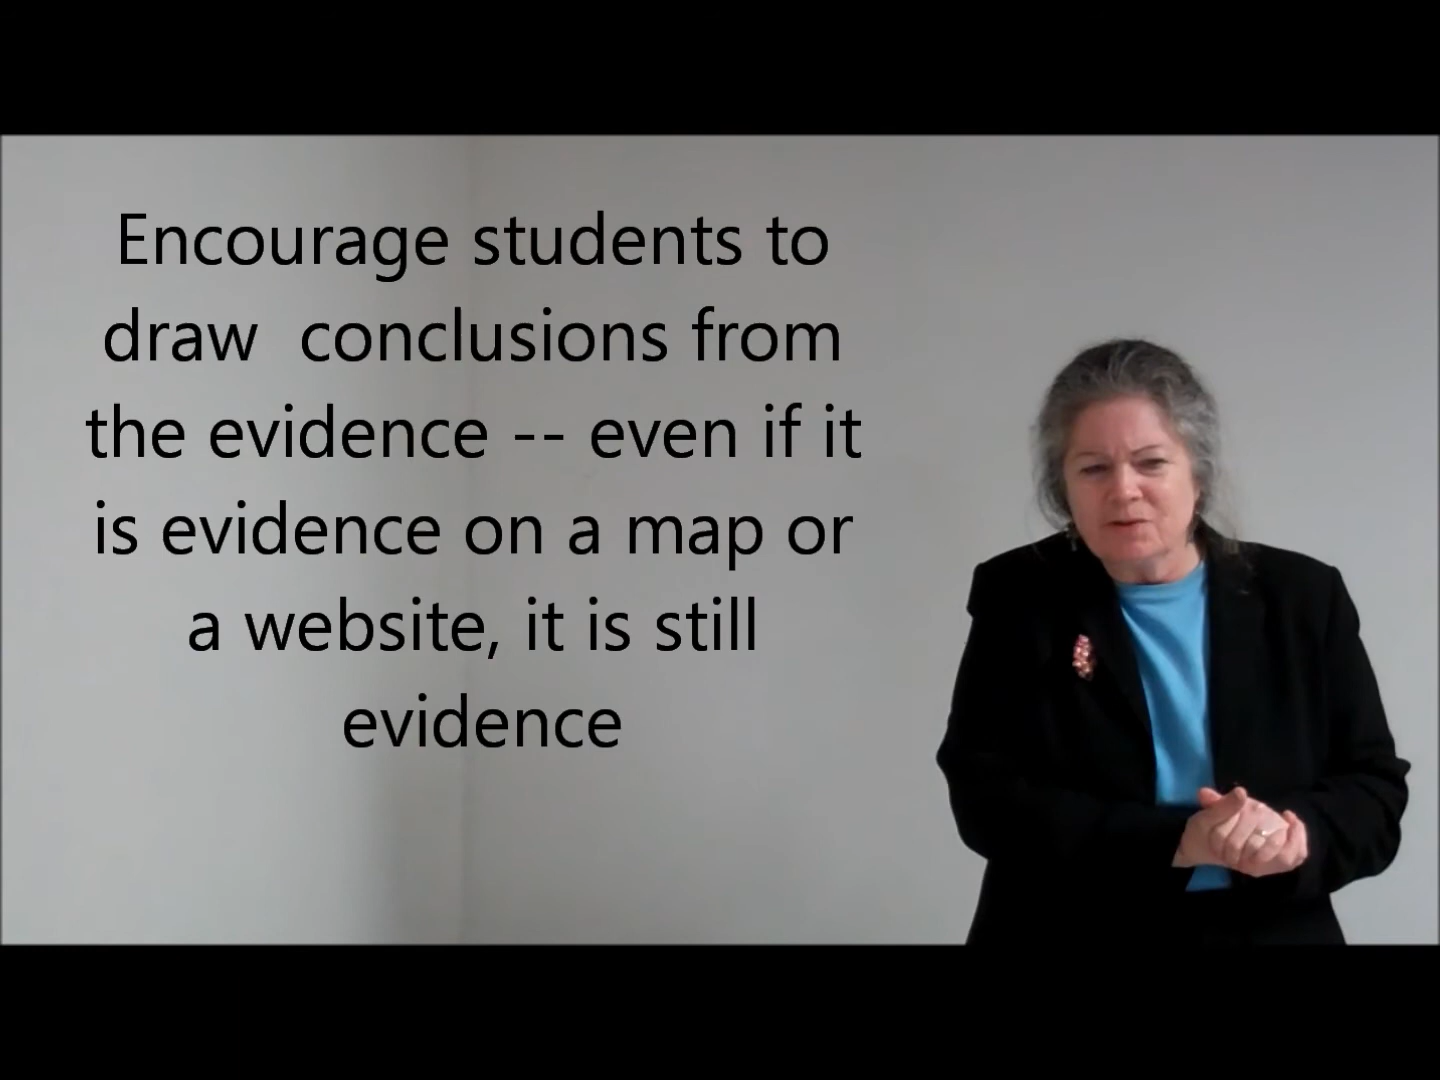 Encourage students to
draw  conclusions from
the evidence -- even if it
is evidence on a map or
a website, it is still
evidence